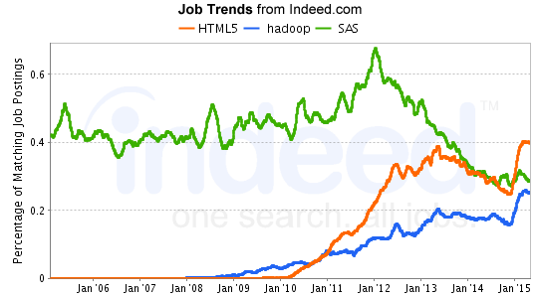 Job Trends from Indeed.com
HTML5 hadoop SAS
Percentage of Matching Job Postings
0.6
0.4
0.2
0
indeed™
one search. all jobs.
Jan'06 Jan'07 Jan'08 Jan'09 Jan'10 Jan'11 Jan'12 Jan'13 Jan'14 Jan'15